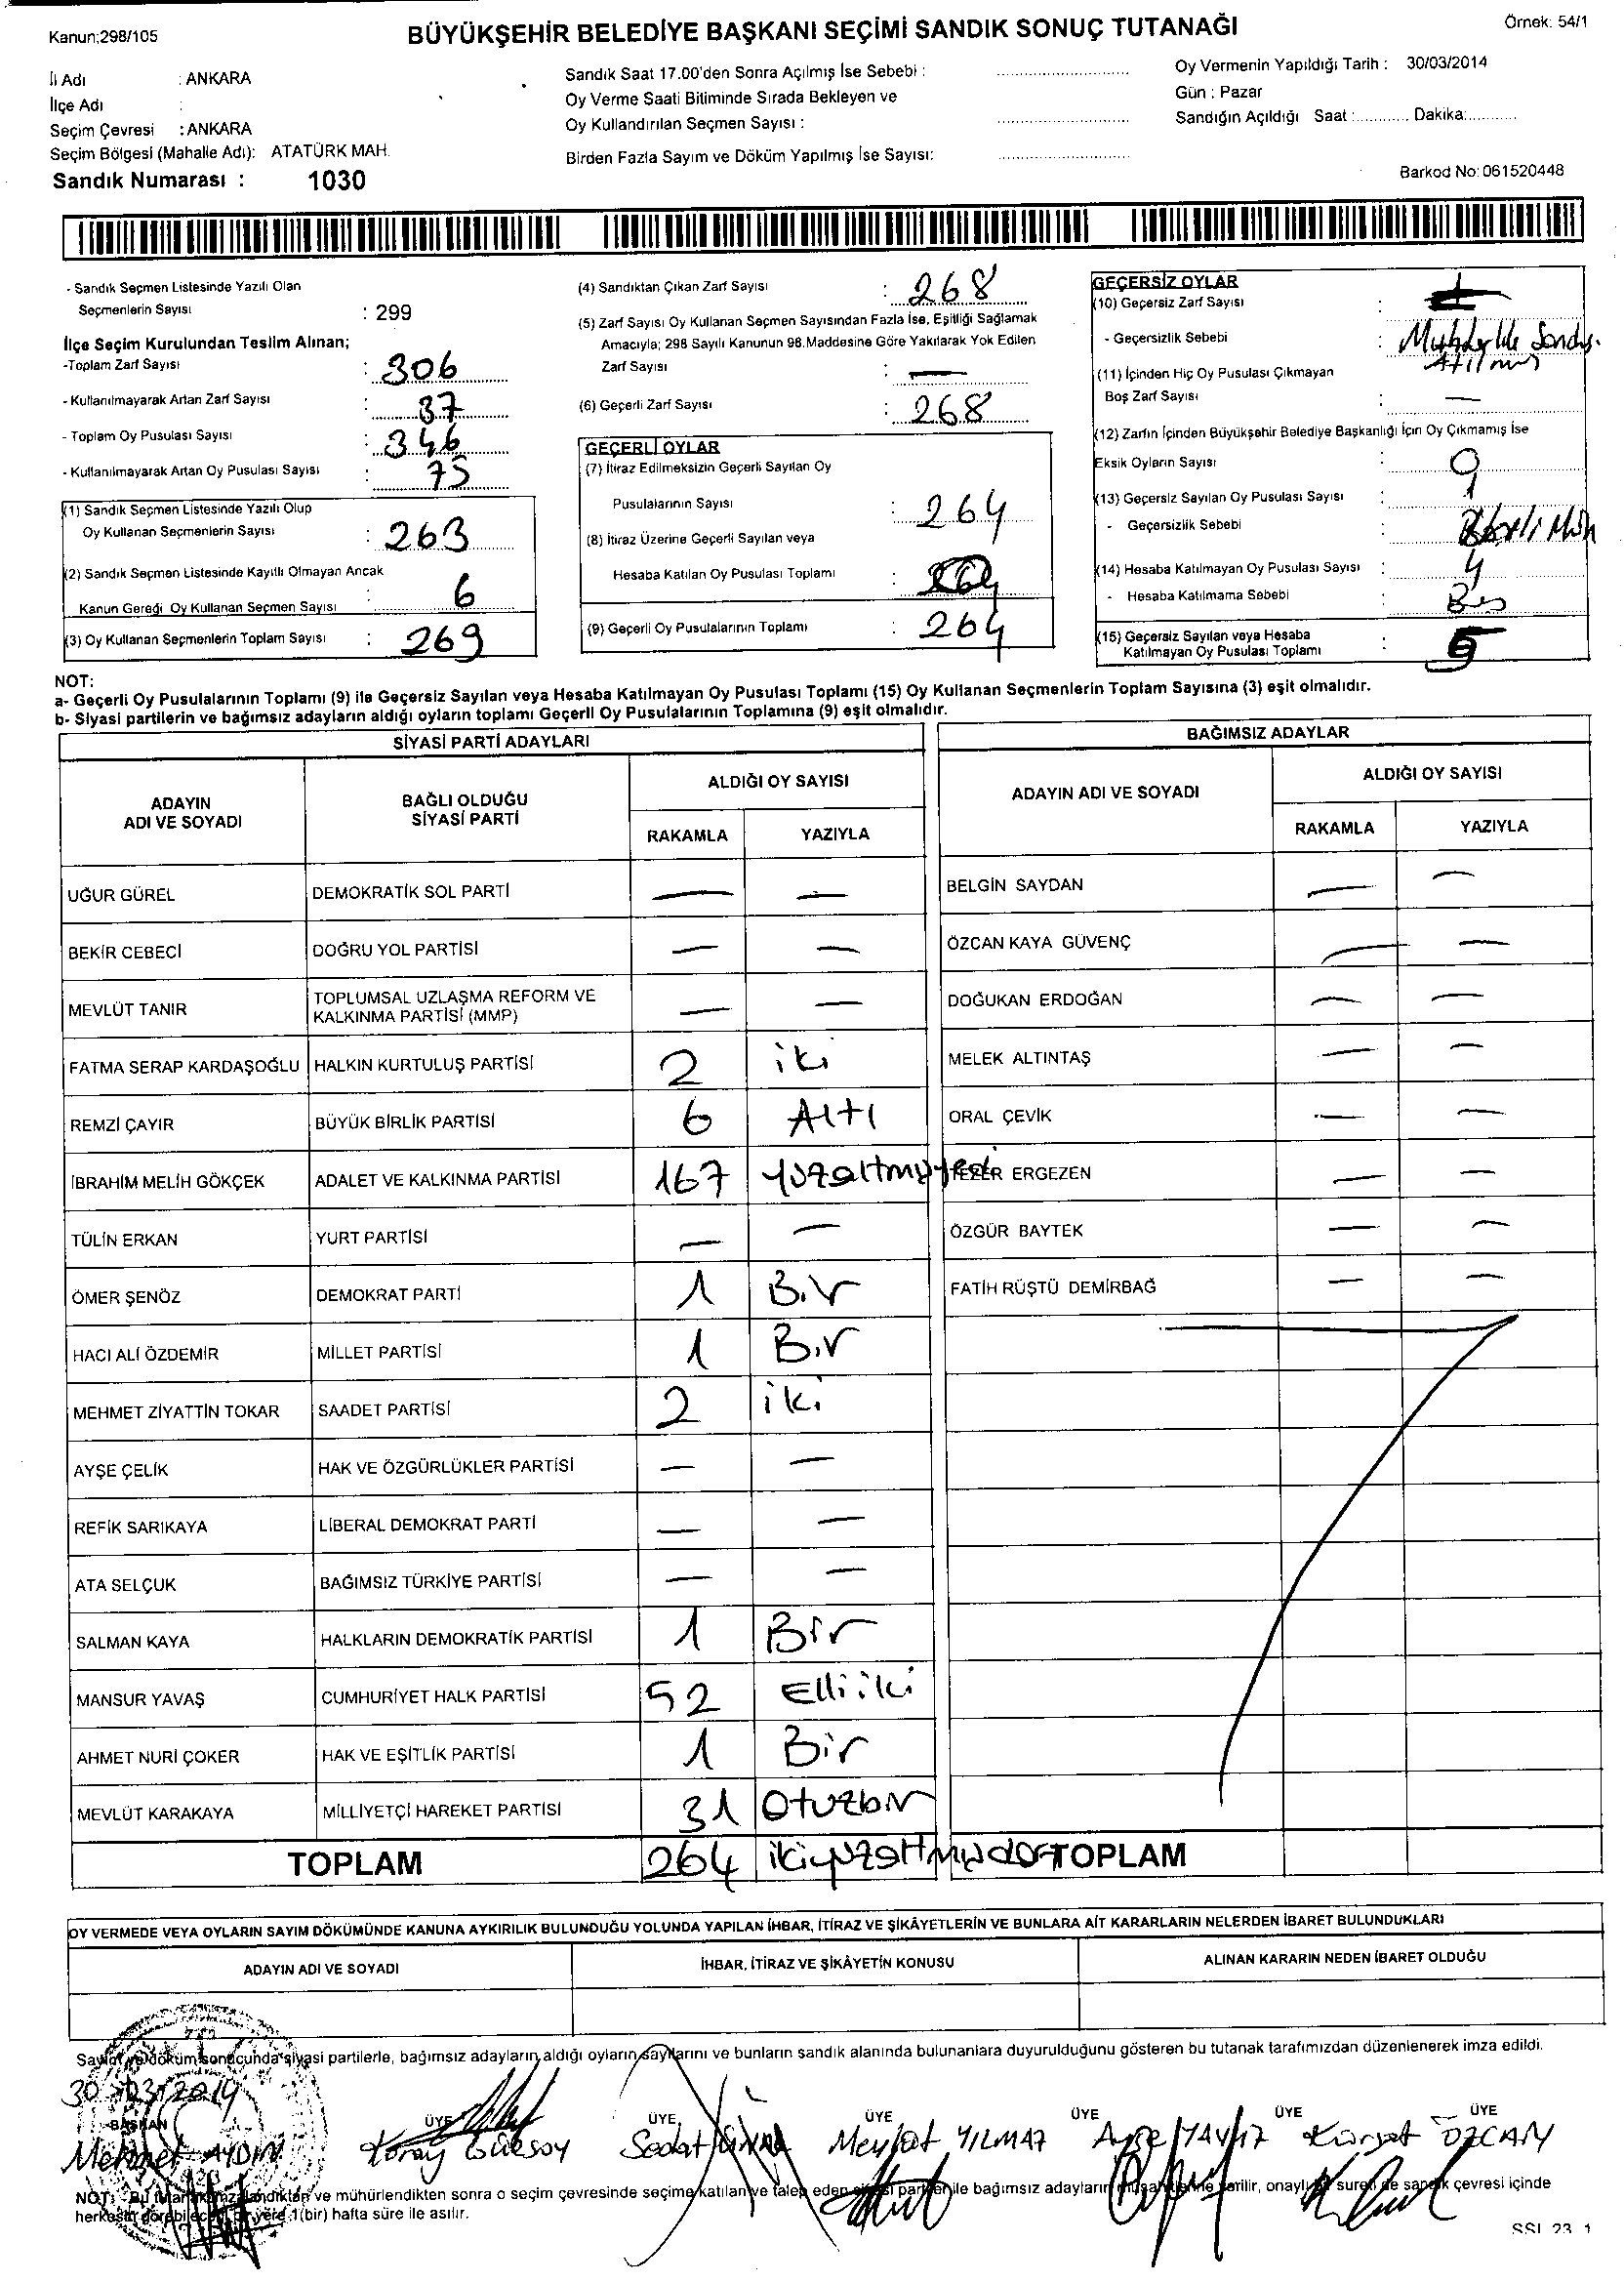 Kanun;298/105
BÜYÜKŞEHİR BELEDİYE BAŞKANI SEÇİMİ SANDIK SONUÇ TUTANAĞI
Örnek: 54/1
İl Adı : ANKARA
İlçe Adı :
Seçim Çevresi : ANKARA
Seçim Bölgesi (Mahalle Adı): ATATÜRK MAH.
Sandık Numarası : 1030
Sandık Saat 17.00'den Sonra Açılmış İse Sebebi :
Oy Verme Saati Bitiminde Sırada Bekleyen ve
Oy Kullandırılan Seçmen Sayısı :
Birden Fazla Sayım ve Döküm Yapılmış İse Sayısı:
Oy Vermenin Yapıldığı Tarih : 30/03/2014
Gün : Pazar
Sandığın Açıldığı Saat :............ Dakika:...........
Barkod No: 061520448
- Sandık Seçmen Listesinde Yazılı Olan
Seçmenlerin Sayısı : 299
İlçe Seçim Kurulundan Teslim Alınan;
-Toplam Zarf Sayısı : 306
- Kullanılmayarak Artan Zarf Sayısı : 37
- Toplam Oy Pusulası Sayısı : 346
- Kullanılmayarak Artan Oy Pusulası Sayısı : 75
(1) Sandık Seçmen Listesinde Yazılı Olup
Oy Kullanan Seçmenlerin Sayısı : 263
(2) Sandık Seçmen Listesinde Kayıtlı Olmayan Ancak
Kanun Gereği Oy Kullanan Seçmen Sayısı : 6
(3) Oy Kullanan Seçmenlerin Toplam Sayısı : 269
(4) Sandıktan Çıkan Zarf Sayısı : 268
(5) Zarf Sayısı Oy Kullanan Seçmen Sayısından Fazla İse, Eşitliği Sağlamak
Amacıyla; 298 Sayılı Kanunun 98.Maddesine Göre Yakılarak Yok Edilen
Zarf Sayısı : —
(6) Geçerli Zarf Sayısı : 268
GEÇERLİ OYLAR
(7) İtiraz Edilmeksizin Geçerli Sayılan Oy
Pusulalarının Sayısı : 264
(8) İtiraz Üzerine Geçerli Sayılan veya
Hesaba Katılan Oy Pusulası Toplamı :
(9) Geçerli Oy Pusulalarının Toplamı : 264
GEÇERSİZ OYLAR
(10) Geçersiz Zarf Sayısı :
- Geçersizlik Sebebi :
Atılmış
(11) İçinden Hiç Oy Pusulası Çıkmayan
Boş Zarf Sayısı : —
(12) Zarfın İçinden Büyükşehir Belediye Başkanlığı İçin Oy Çıkmamış İse
Eksik Oyların Sayısı :
(13) Geçersiz Sayılan Oy Pusulası Sayısı :
- Geçersizlik Sebebi :
(14) Hesaba Katılmayan Oy Pusulası Sayısı : 4
- Hesaba Katılmama Sebebi :
(15) Geçersiz Sayılan veya Hesaba
Katılmayan Oy Pusulası Toplamı : 5
NOT:
a- Geçerli Oy Pusulalarının Toplamı (9) ile Geçersiz Sayılan veya Hesaba Katılmayan Oy Pusulası Toplamı (15) Oy Kullanan Seçmenlerin Toplam Sayısına (3) eşit olmalıdır.
b- Siyasi partilerin ve bağımsız adayların aldığı oyların toplamı Geçerli Oy Pusulalarının Toplamına (9) eşit olmalıdır.
SİYASİ PARTİ ADAYLARI
ADAYIN ADI VE SOYADI BAĞLI OLDUĞU SİYASİ PARTİ ALDIĞI OY SAYISI
RAKAMLA YAZIYLA
UĞUR GÜREL DEMOKRATİK SOL PARTİ — —
BEKİR CEBECİ DOĞRU YOL PARTİSİ — —
MEVLÜT TANIR TOPLUMSAL UZLAŞMA REFORM VE KALKINMA PARTİSİ (MMP) — —
FATMA SERAP KARDAŞOĞLU HALKIN KURTULUŞ PARTİSİ 2 iki
REMZİ ÇAYIR BÜYÜK BİRLİK PARTİSİ 6 Altı
İBRAHİM MELİH GÖKÇEK ADALET VE KALKINMA PARTİSİ 167 yüzaltmışyedi
TÜLİN ERKAN YURT PARTİSİ — —
ÖMER ŞENÖZ DEMOKRAT PARTİ 1 Bir
HACI ALİ ÖZDEMİR MİLLET PARTİSİ 1 Bir
MEHMET ZİYATTİN TOKAR SAADET PARTİSİ 2 iki
AYŞE ÇELİK HAK VE ÖZGÜRLÜKLER PARTİSİ — —
REFİK SARIKAYA LİBERAL DEMOKRAT PARTİ — —
ATA SELÇUK BAĞIMSIZ TÜRKİYE PARTİSİ — —
SALMAN KAYA HALKLARIN DEMOKRATİK PARTİSİ 1 Bir
MANSUR YAVAŞ CUMHURİYET HALK PARTİSİ 52 Elli iki
AHMET NURİ ÇOKER HAK VE EŞİTLİK PARTİSİ 1 Bir
MEVLÜT KARAKAYA MİLLİYETÇİ HAREKET PARTİSİ 31 Otuzbir
TOPLAM 264 ikiyüzaltmışdört
BAĞIMSIZ ADAYLAR
ADAYIN ADI VE SOYADI ALDIĞI OY SAYISI
RAKAMLA YAZIYLA
BELGİN SAYDAN — —
ÖZCAN KAYA GÜVENÇ — —
DOĞUKAN ERDOĞAN — —
MELEK ALTINTAŞ — —
ORAL ÇEVİK — —
TEZER ERGEZEN — —
ÖZGÜR BAYTEK — —
FATİH RÜŞTÜ DEMİRBAĞ — —
TOPLAM
OY VERMEDE VEYA OYLARIN SAYIM DÖKÜMÜNDE KANUNA AYKIRILIK BULUNDUĞU YOLUNDA YAPILAN İHBAR, İTİRAZ VE ŞİKÂYETLERİN VE BUNLARA AİT KARARLARIN NELERDEN İBARET BULUNDUKLARI
ADAYIN ADI VE SOYADI İHBAR, İTİRAZ VE ŞİKÂYETİN KONUSU ALINAN KARARIN NEDEN İBARET OLDUĞU
Sayım ve döküm sonucunda siyasi partilerle, bağımsız adayların aldığı oyların sayılarını ve bunların sandık alanında bulunanlara duyurulduğunu gösteren bu tutanak tarafımızdan düzenlenerek imza edildi.
30/03/2014
BAŞKAN ÜYE ÜYE ÜYE ÜYE ÜYE ÜYE
Mehmet AYDIN Koray Gülsoy Sedat Mevlüt YILMAZ Ayşe YAVUZ Kürşat ÖZCAN
NOT: Bu tutanak imzalandıktan ve mühürlendikten sonra o seçim çevresinde seçime katılan ve talep eden siyasi partiler ile bağımsız adayların müşahitlerine verilir, onaylı bir sureti de sandık çevresi içinde
herkesin görebileceği bir yere 1(bir) hafta süre ile asılır.